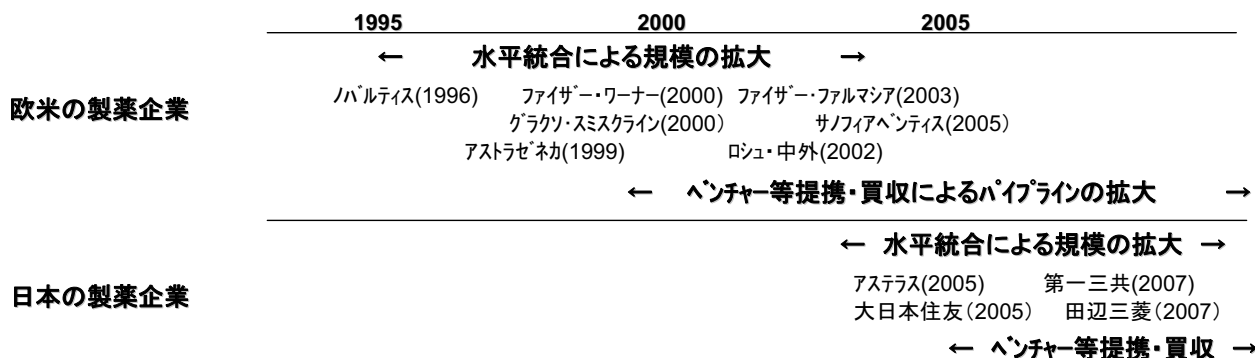 1995 2000 2005
← 水平統合による規模の拡大 →
欧米の製薬企業
ﾉﾊﾞﾙﾃｨｽ(1996) ﾌｧｲｻﾞｰ・ﾜｰﾅｰ(2000) ﾌｧｲｻﾞｰ・ﾌｧﾙﾏｼｱ(2003)
ｸﾞﾗｸｿ・ｽﾐｽｸﾗｲﾝ(2000) ｻﾉﾌｨｱﾍﾞﾝﾃｨｽ(2005)
ｱｽﾄﾗｾﾞﾈｶ(1999) ﾛｼｭ・中外(2002)
← ﾍﾞﾝﾁｬｰ等提携・買収によるﾊﾟｲﾌﾟﾗｲﾝの拡大 →
← 水平統合による規模の拡大 →
日本の製薬企業
ｱｽﾃﾗｽ(2005) 第一三共(2007)
大日本住友（2005） 田辺三菱（2007）
← ﾍﾞﾝﾁｬｰ等提携・買収 →